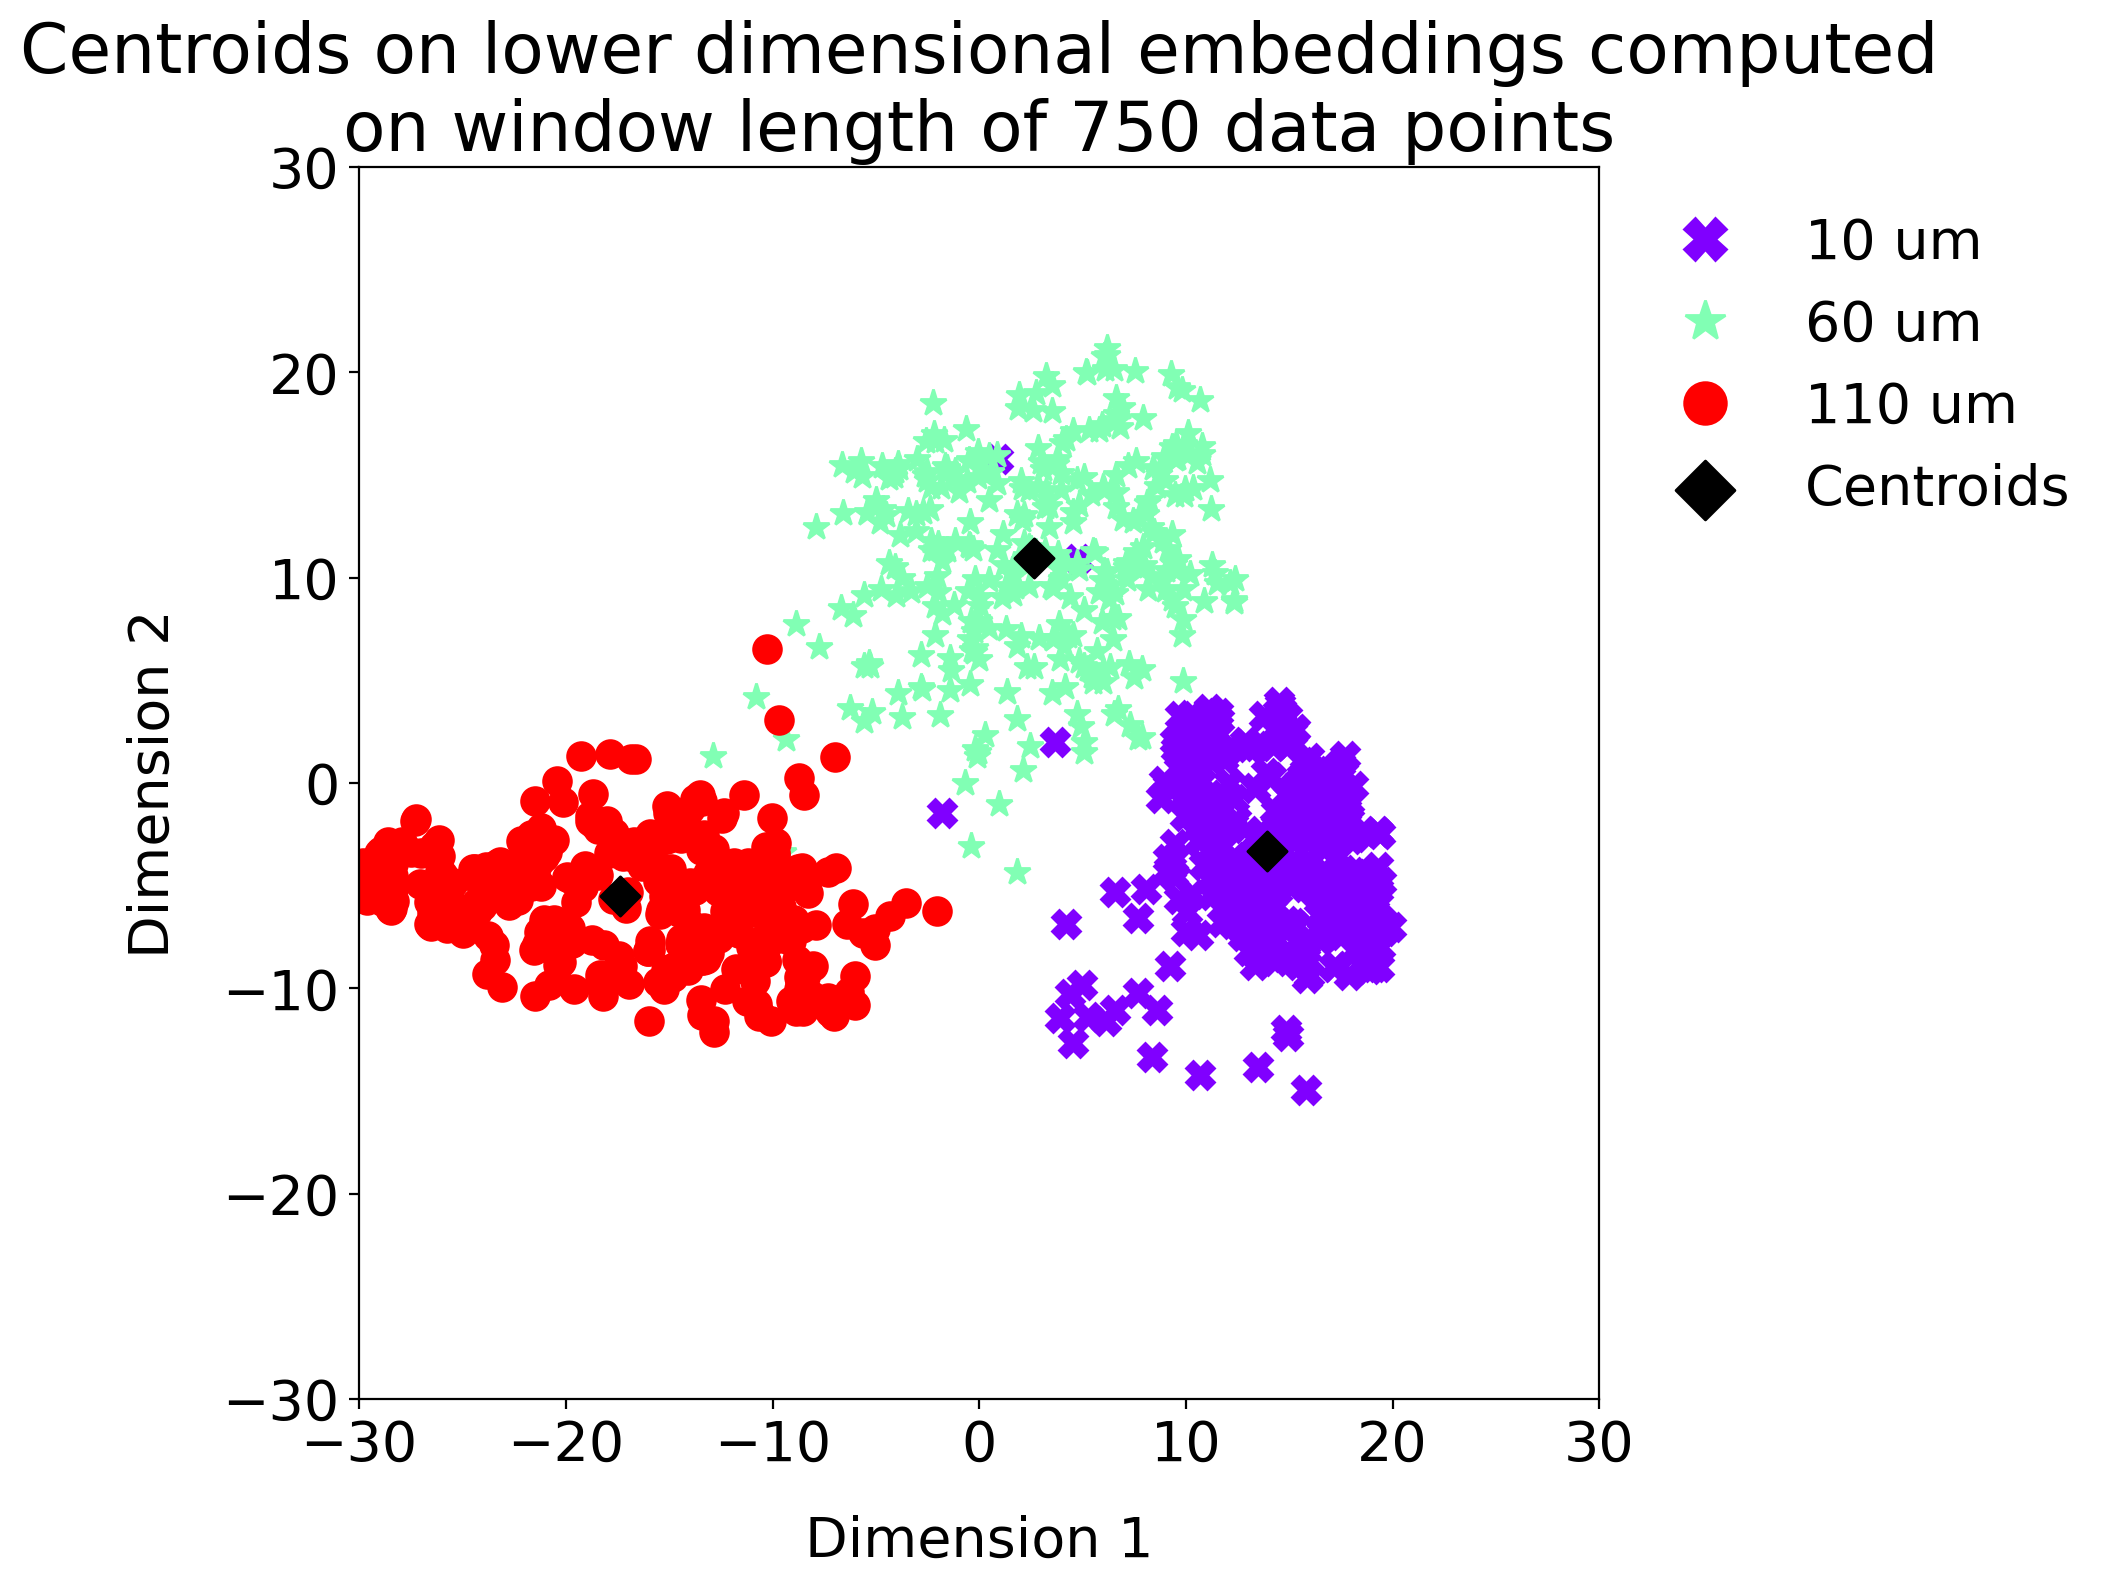 Centroids on lower dimensional embeddings computed
on window length of 750 data points
30
20
10
0
−10
−20
−30
Dimension 2
−30 −20 −10 0 10 20 30
Dimension 1
10 um
60 um
110 um
Centroids